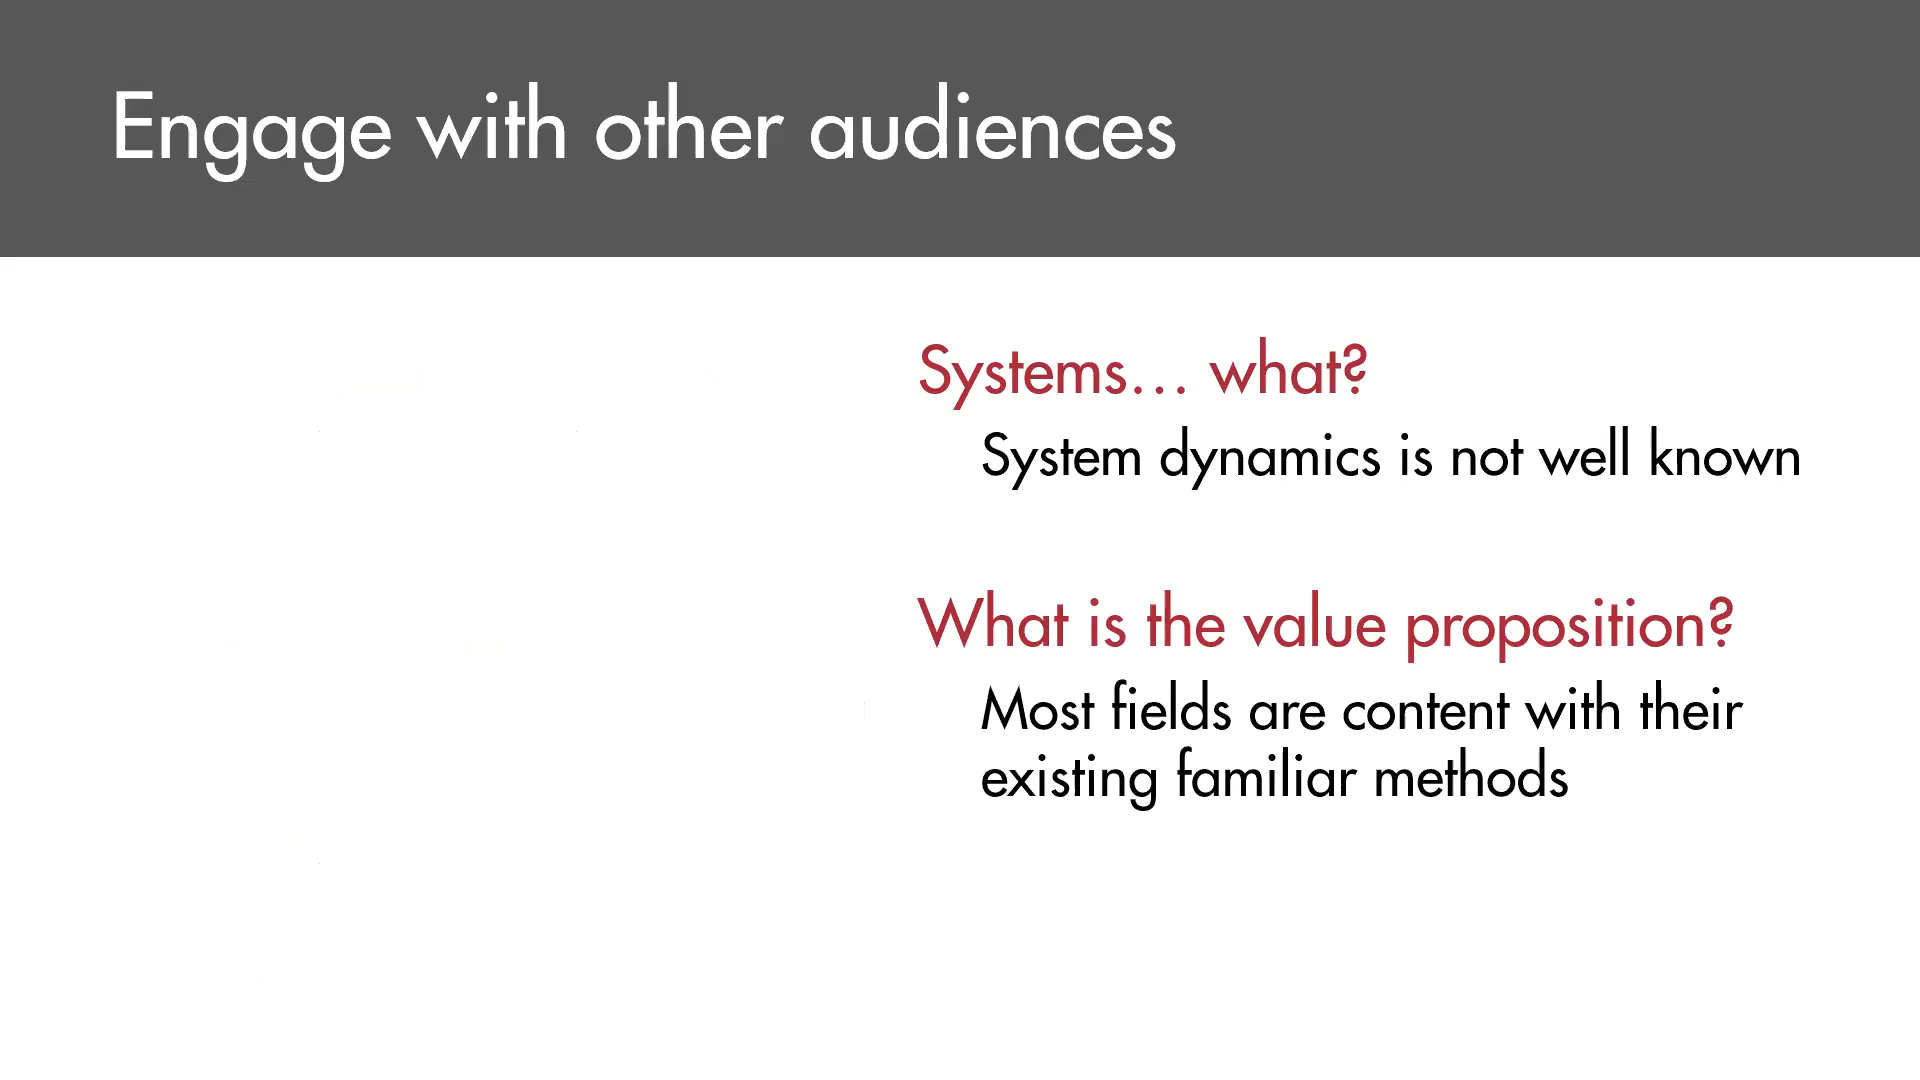 Engage with other audiences
Systems… what?
System dynamics is not well known
What is the value proposition?
Most fields are content with their
existing familiar methods